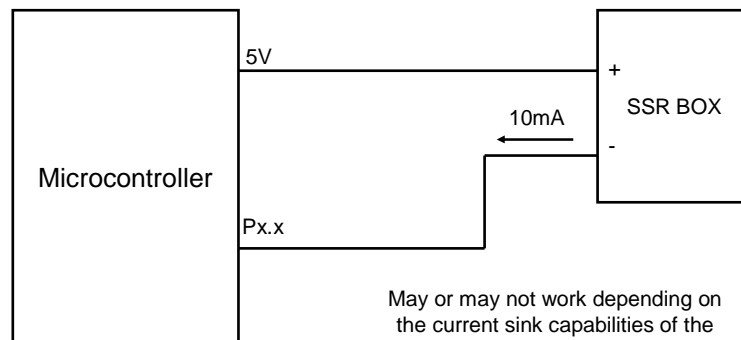 5V
+
SSR BOX
10mA
-
Microcontroller
Px.x
May or may not work depending on
the current sink capabilities of the